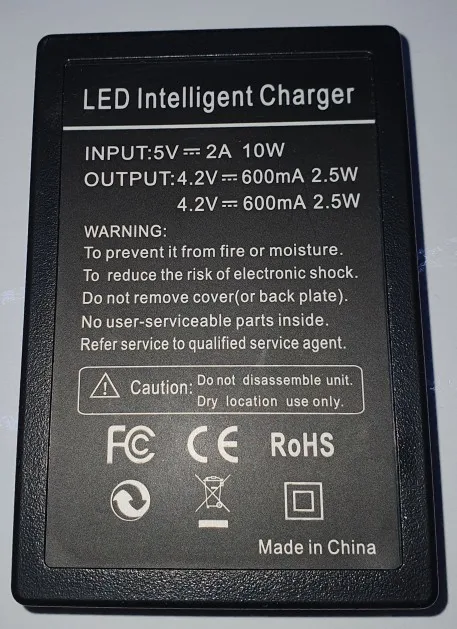 LED Intelligent Charger
INPUT:5V⎓2A 10W
OUTPUT:4.2V⎓600mA 2.5W
4.2V⎓600mA 2.5W
WARNING:
To prevent it from fire or moisture.
To reduce the risk of electronic shock.
Do not remove cover(or back plate).
No user-serviceable parts inside.
Refer service to qualified service agent.
Caution: Do not disassemble unit.
Dry location use only.
FC CE RoHS
Made in China